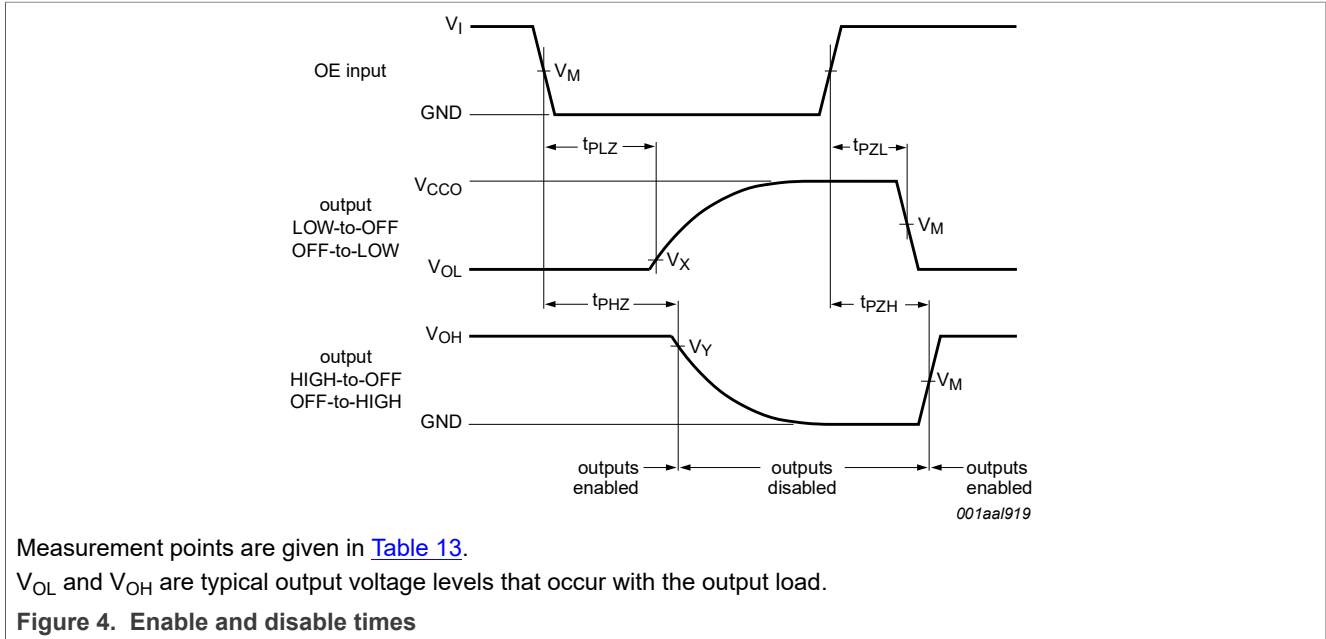 V_I
OE input
V_M
GND
t_PLZ
t_PZL
V_CCO
output
LOW-to-OFF
OFF-to-LOW
V_M
V_OL
V_X
t_PHZ
t_PZH
V_OH
V_Y
output
HIGH-to-OFF
OFF-to-HIGH
V_M
GND
outputs
enabled
outputs
disabled
outputs
enabled
001aal919
Measurement points are given in Table 13.
V_OL and V_OH are typical output voltage levels that occur with the output load.
Figure 4. Enable and disable times